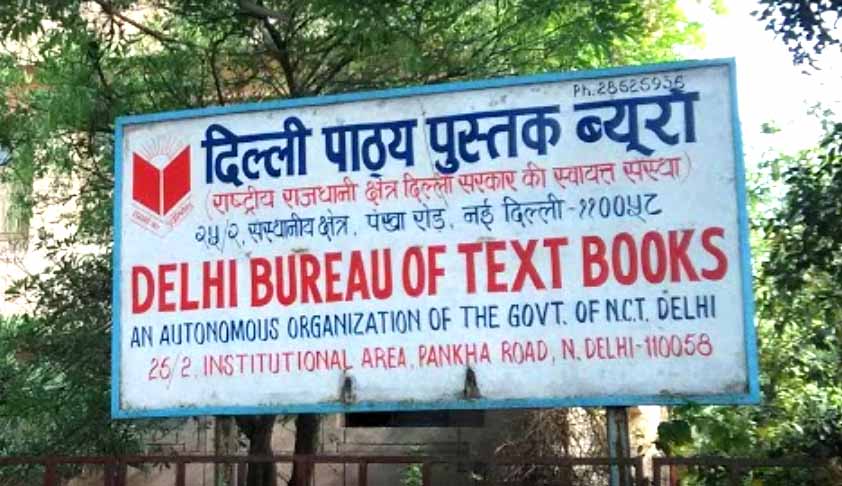 Ph. 28525956
दिल्ली पाठ्य पुस्तक ब्यूरो
(राष्ट्रीय राजधानी क्षेत्र दिल्ली सरकार की स्वायत्त संस्था)
२५/२, संस्थानीय क्षेत्र, पंखा रोड़, नई दिल्ली-११००५८
DELHI BUREAU OF TEXT BOOKS
AN AUTONOMOUS ORGANIZATION OF THE GOVT. OF N.C.T. DELHI
25/2, INSTITUTIONAL AREA, PANKHA ROAD, N. DELHI-110058